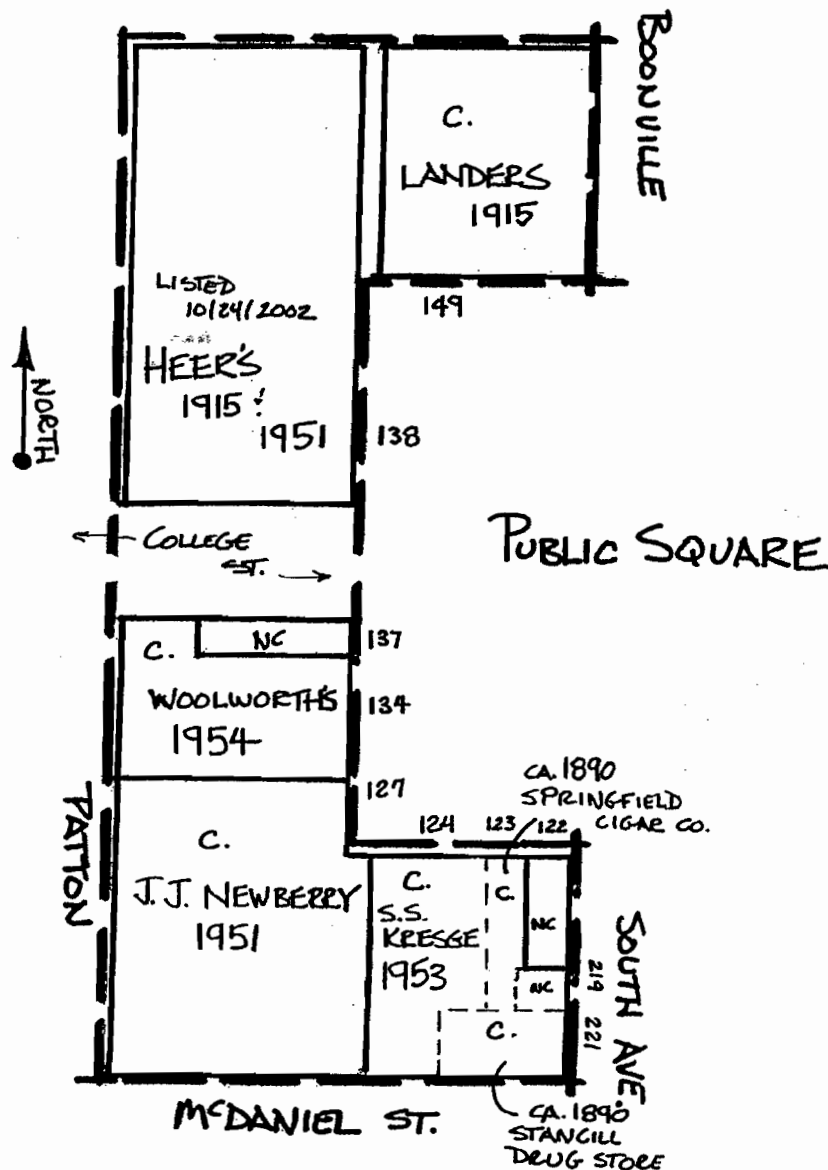 BOONVILLE
C.
LANDERS
1915
149
LISTED
10/24/2002
HEER'S
1915 &
1951
138
NORTH
PUBLIC SQUARE
COLLEGE
ST.
C.
NC
137
WOOLWORTH'S
1954
134
127
PATTON
C.
J.J. NEWBERRY
1951
CA. 1890
SPRINGFIELD
CIGAR CO.
124
123
122
C.
S.S.
KRESGE
1953
C.
NC
NC
C.
219
221
SOUTH AVE
McDANIEL ST.
CA. 1890
STANCILL
DRUG STORE